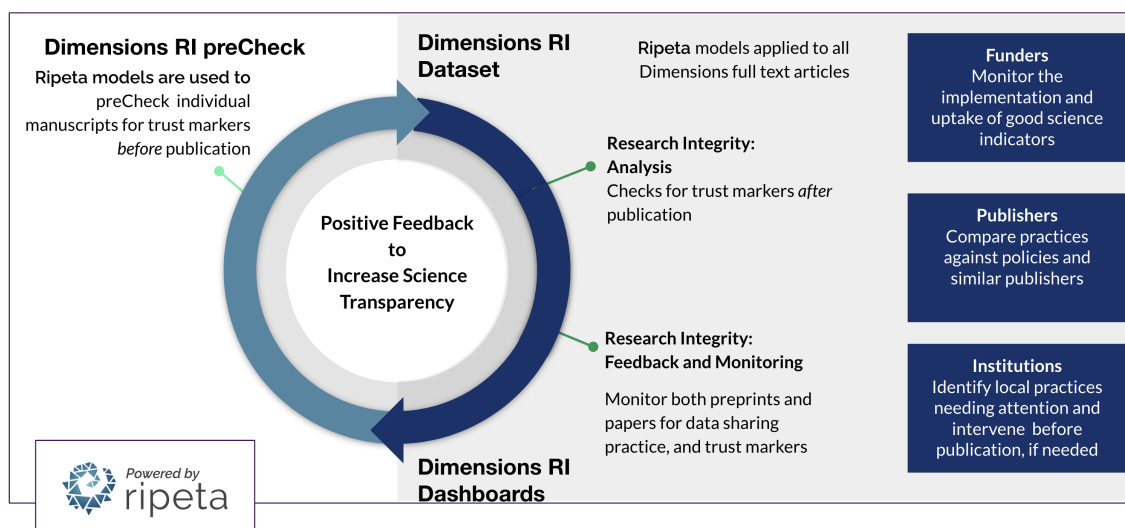 Dimensions RI preCheck
Ripeta models are used to
preCheck individual
manuscripts for trust markers
before publication
Dimensions RI
Dataset
Ripeta models applied to all
Dimensions full text articles
Research Integrity:
Analysis
Checks for trust markers after
publication
Positive Feedback
to
Increase Science
Transparency
Research Integrity:
Feedback and Monitoring
Monitor both preprints and
papers for data sharing
practice, and trust markers
Dimensions RI
Dashboards
Funders
Monitor the
implementation and
uptake of good science
indicators
Publishers
Compare practices
against policies and
similar publishers
Institutions
Identify local practices
needing attention and
intervene before
publication, if needed
Powered by
ripeta